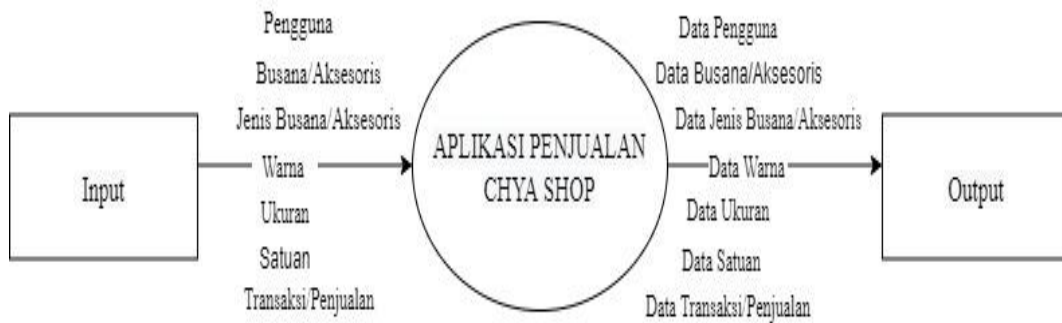 Pengguna
Busana/Aksesoris
Jenis Busana/Aksesoris
Warna
Ukuran
Satuan
Transaksi/Penjualan
Input
APLIKASI PENJUALAN
CHYA SHOP
Data Pengguna
Data Busana/Aksesoris
Data Jenis Busana/Aksesoris
Data Warna
Data Ukuran
Data Satuan
Data Transaksi/Penjualan
Output